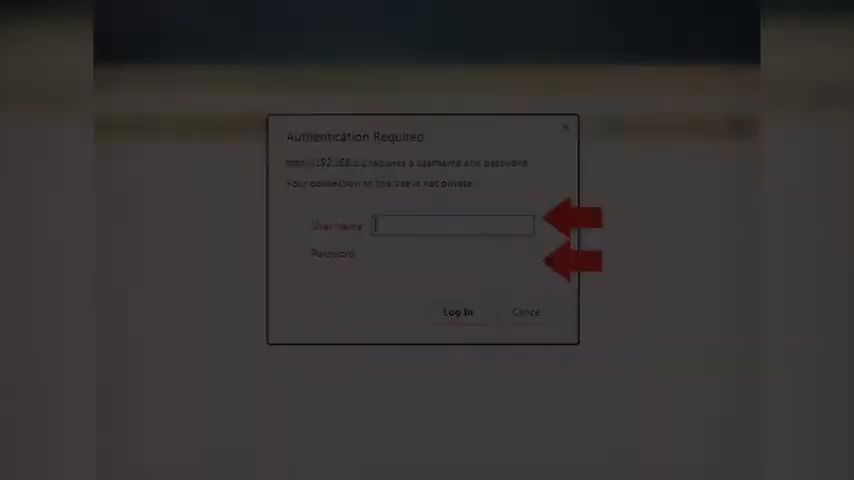 Authentication Required
requires a username and password.
Your connection to this site is not private.
User Name
Password
Log In
Cancel